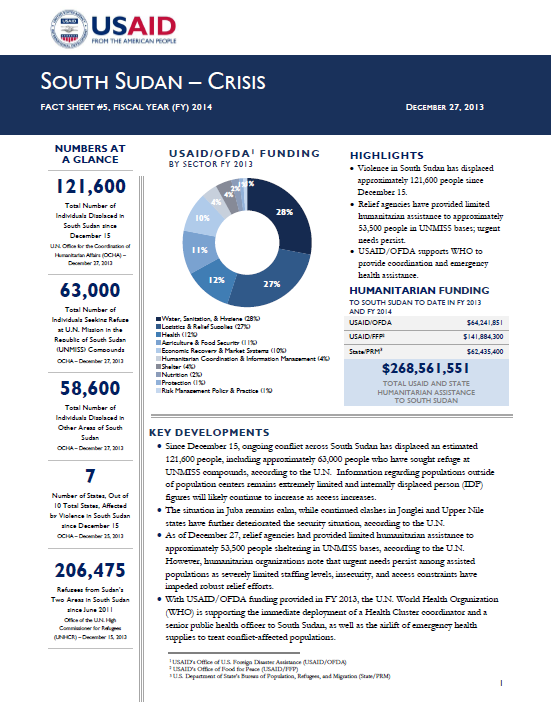 USAID
FROM THE AMERICAN PEOPLE
SOUTH SUDAN – CRISIS
FACT SHEET #5, FISCAL YEAR (FY) 2014
DECEMBER 27, 2013
NUMBERS AT
A GLANCE
121,600
Total Number of
Individuals Displaced in
South Sudan since
December 15
U.N. Office for the Coordination of
Humanitarian Affairs (OCHA) –
December 27, 2013
63,000
Total Number of
Individuals Seeking Refuge
at U.N. Mission in the
Republic of South Sudan
(UNMISS) Compounds
OCHA – December 27, 2013
58,600
Total Number of
Individuals Displaced in
Other Areas of South
Sudan
OCHA – December 27, 2013
7
Number of States, Out of
10 Total States, Affected
by Violence in South Sudan
since December 15
OCHA – December 25, 2013
206,475
Refugees from Sudan's
Two Areas in South Sudan
since June 2011
Office of the U.N. High
Commissioner for Refugees
(UNHCR) – December 15, 2013
USAID/OFDA1 FUNDING
BY SECTOR FY 2013
28%
27%
12%
11%
10%
4%
4%
2%
1%
1%
Water, Sanitation, & Hygiene (28%)
Logistics & Relief Supplies (27%)
Health (12%)
Agriculture & Food Security (11%)
Economic Recovery & Market Systems (10%)
Humanitarian Coordination & Information Management (4%)
Shelter (4%)
Nutrition (2%)
Protection (1%)
Risk Management Policy & Practice (1%)
HIGHLIGHTS
• Violence in South Sudan has displaced
approximately 121,600 people since
December 15.
• Relief agencies have provided limited
humanitarian assistance to approximately
53,500 people in UNMISS bases; urgent
needs persist.
• USAID/OFDA supports WHO to
provide coordination and emergency
health assistance.
HUMANITARIAN FUNDING
TO SOUTH SUDAN TO DATE IN FY 2013
AND FY 2014
USAID/OFDA $64,241,851
USAID/FFP2 $141,884,300
State/PRM3 $62,435,400
$268,561,551
TOTAL USAID AND STATE
HUMANITARIAN ASSISTANCE
TO SOUTH SUDAN
KEY DEVELOPMENTS
• Since December 15, ongoing conflict across South Sudan has displaced an estimated
121,600 people, including approximately 63,000 people who have sought refuge at
UNMISS compounds, according to the U.N. Information regarding populations outside
of population centers remains extremely limited and internally displaced person (IDP)
figures will likely continue to increase as access increases.
• The situation in Juba remains calm, while continued clashes in Jonglei and Upper Nile
states have further deteriorated the security situation, according to the U.N.
• As of December 27, relief agencies had provided limited humanitarian assistance to
approximately 53,500 people sheltering in UNMISS bases, according to the U.N.
However, humanitarian organizations note that urgent needs persist among assisted
populations as severely limited staffing levels, insecurity, and access constraints have
impeded robust relief efforts.
• With USAID/OFDA funding provided in FY 2013, the U.N. World Health Organization
(WHO) is supporting the immediate deployment of a Health Cluster coordinator and a
senior public health officer to South Sudan, as well as the airlift of emergency health
supplies to treat conflict-affected populations.
1 USAID's Office of U.S. Foreign Disaster Assistance (USAID/OFDA)
2 USAID's Office of Food for Peace (USAID/FFP)
3 U.S. Department of State's Bureau of Population, Refugees, and Migration (State/PRM)
1